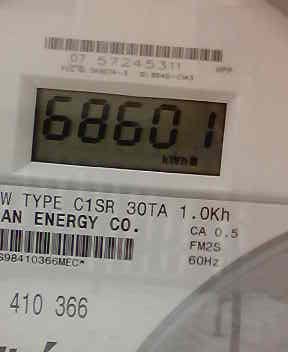 07 57245311
68601
kWh
W TYPE C1SR 30TA 1.0Kh
AN ENERGY CO.
CA 0.5
FM2S
60Hz
S98410366MEC*
410 366